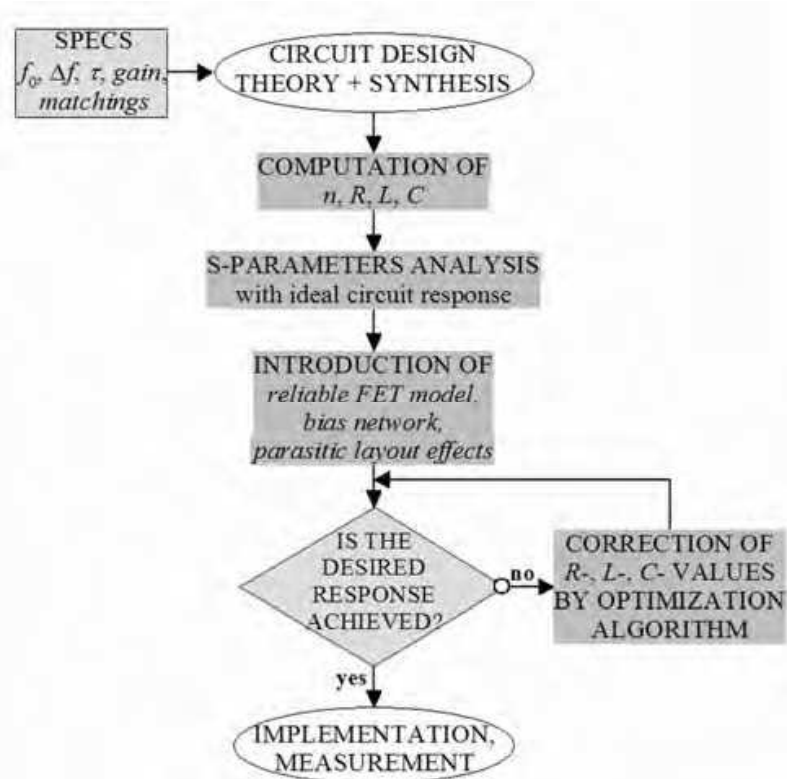 SPECS
f₀, Δf, τ, gain,
matchings
CIRCUIT DESIGN
THEORY + SYNTHESIS
COMPUTATION OF
n, R, L, C
S-PARAMETERS ANALYSIS
with ideal circuit response
INTRODUCTION OF
reliable FET model,
bias network,
parasitic layout effects
IS THE
DESIRED
RESPONSE
ACHIEVED?
no
CORRECTION OF
R-, L-, C- VALUES
BY OPTIMIZATION
ALGORITHM
yes
IMPLEMENTATION,
MEASUREMENT